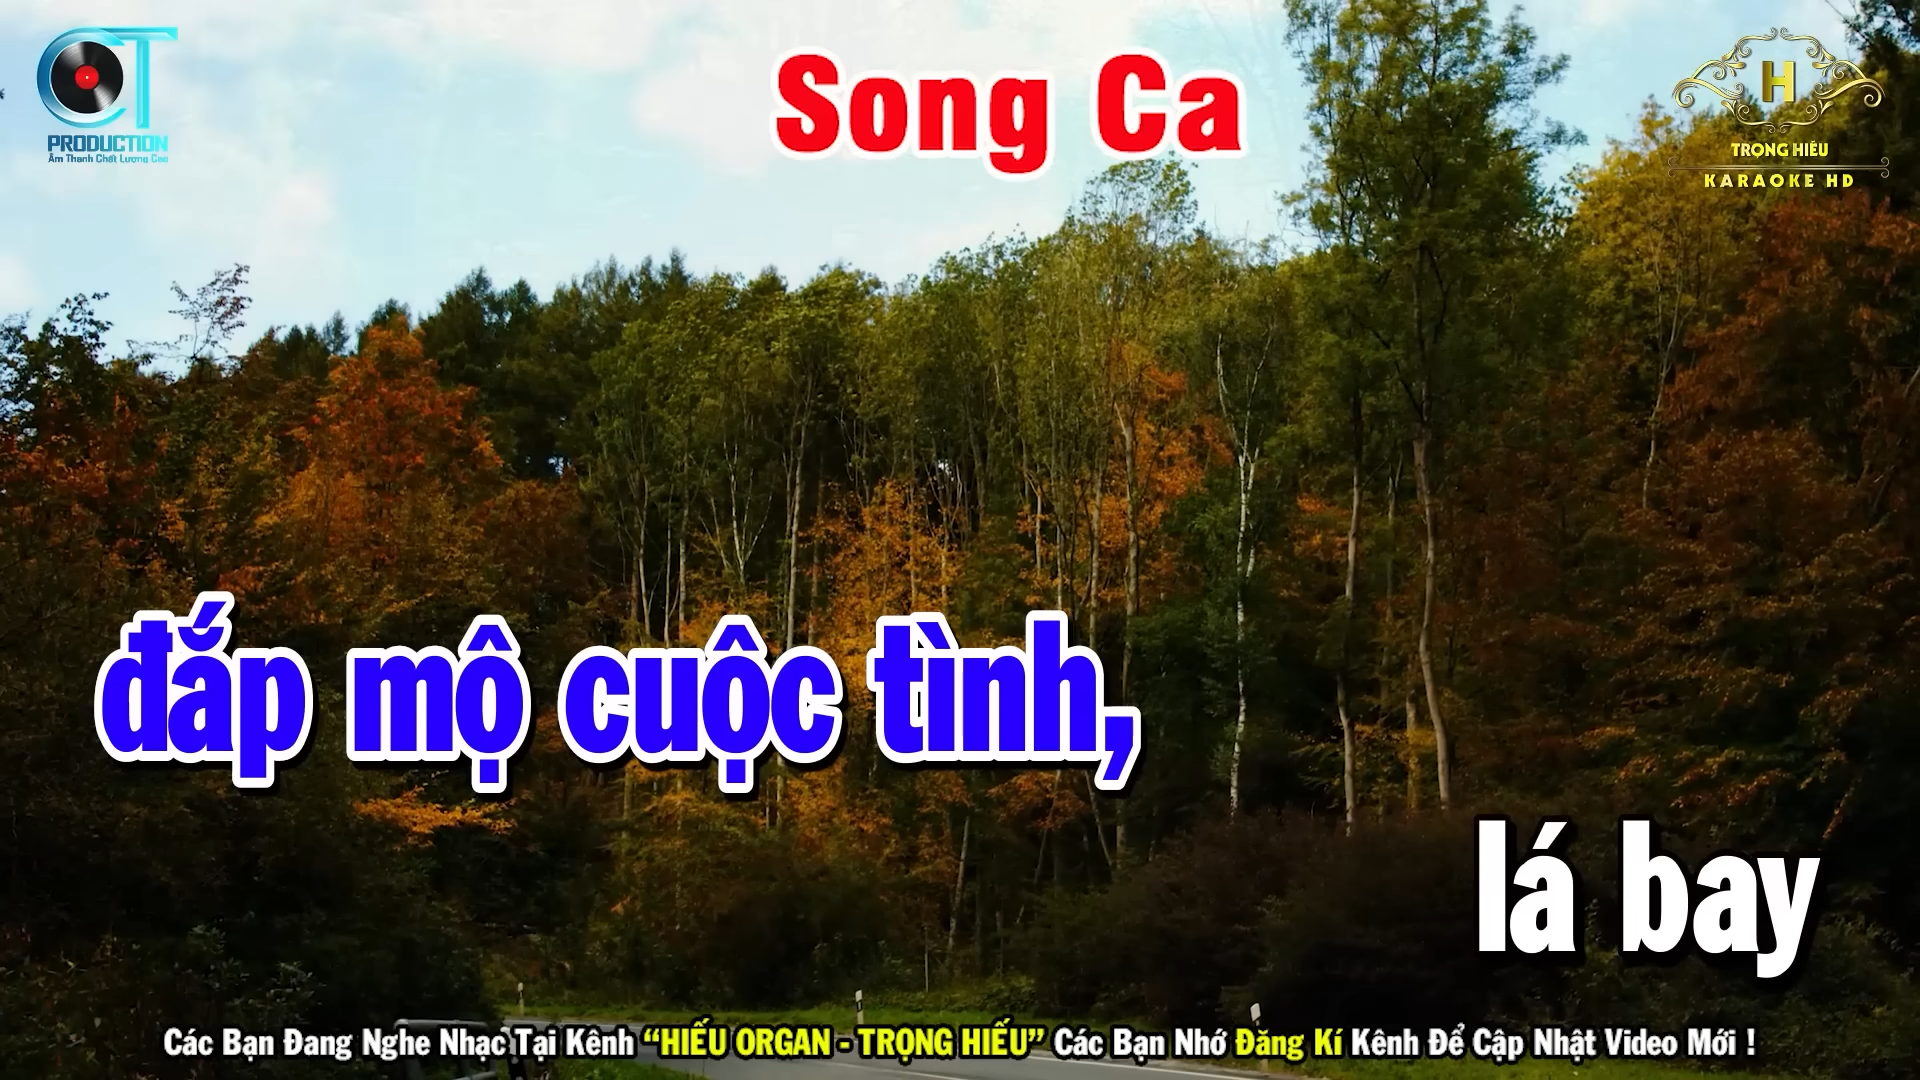 CT
PRODUCTION
Âm Thanh Chất Lượng Cao
Song Ca
H
TRỌNG HIẾU
KARAOKE HD
đắp mộ cuộc tình,
lá bay
Các Bạn Đang Nghe Nhạc Tại Kênh “HIẾU ORGAN - TRỌNG HIẾU” Các Bạn Nhớ Đăng Kí Kênh Để Cập Nhật Video Mới !